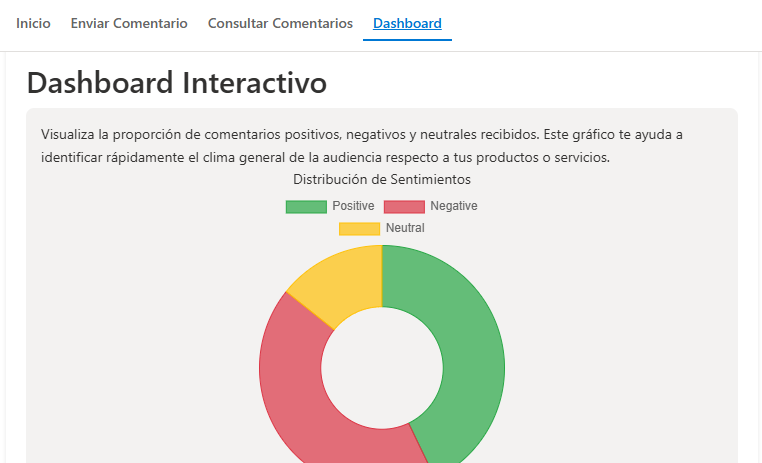 Inicio Enviar Comentario Consultar Comentarios Dashboard
Dashboard Interactivo
Visualiza la proporción de comentarios positivos, negativos y neutrales recibidos. Este gráfico te ayuda a
identificar rápidamente el clima general de la audiencia respecto a tus productos o servicios.
Distribución de Sentimientos
Positive Negative
Neutral